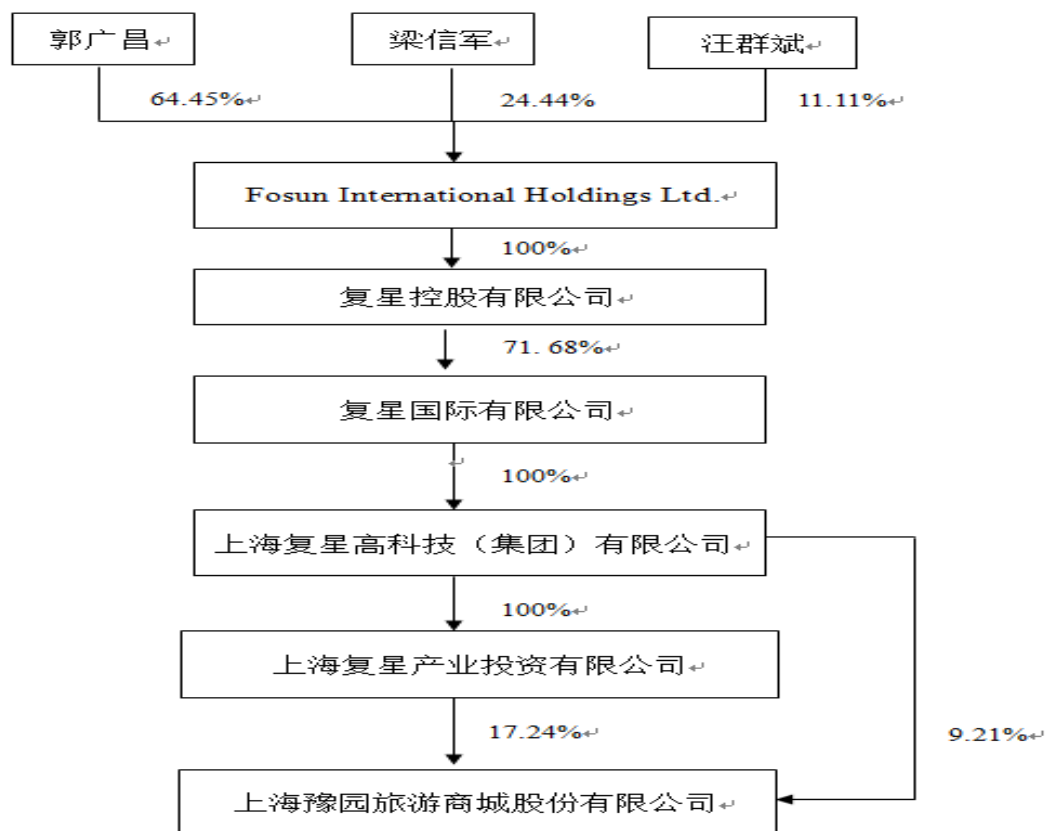 郭广昌
梁信军
汪群斌
64.45%
24.44%
11.11%
Fosun International Holdings Ltd.
100%
复星控股有限公司
71. 68%
复星国际有限公司
100%
上海复星高科技（集团）有限公司
100%
上海复星产业投资有限公司
17.24%
9.21%
上海豫园旅游商城股份有限公司